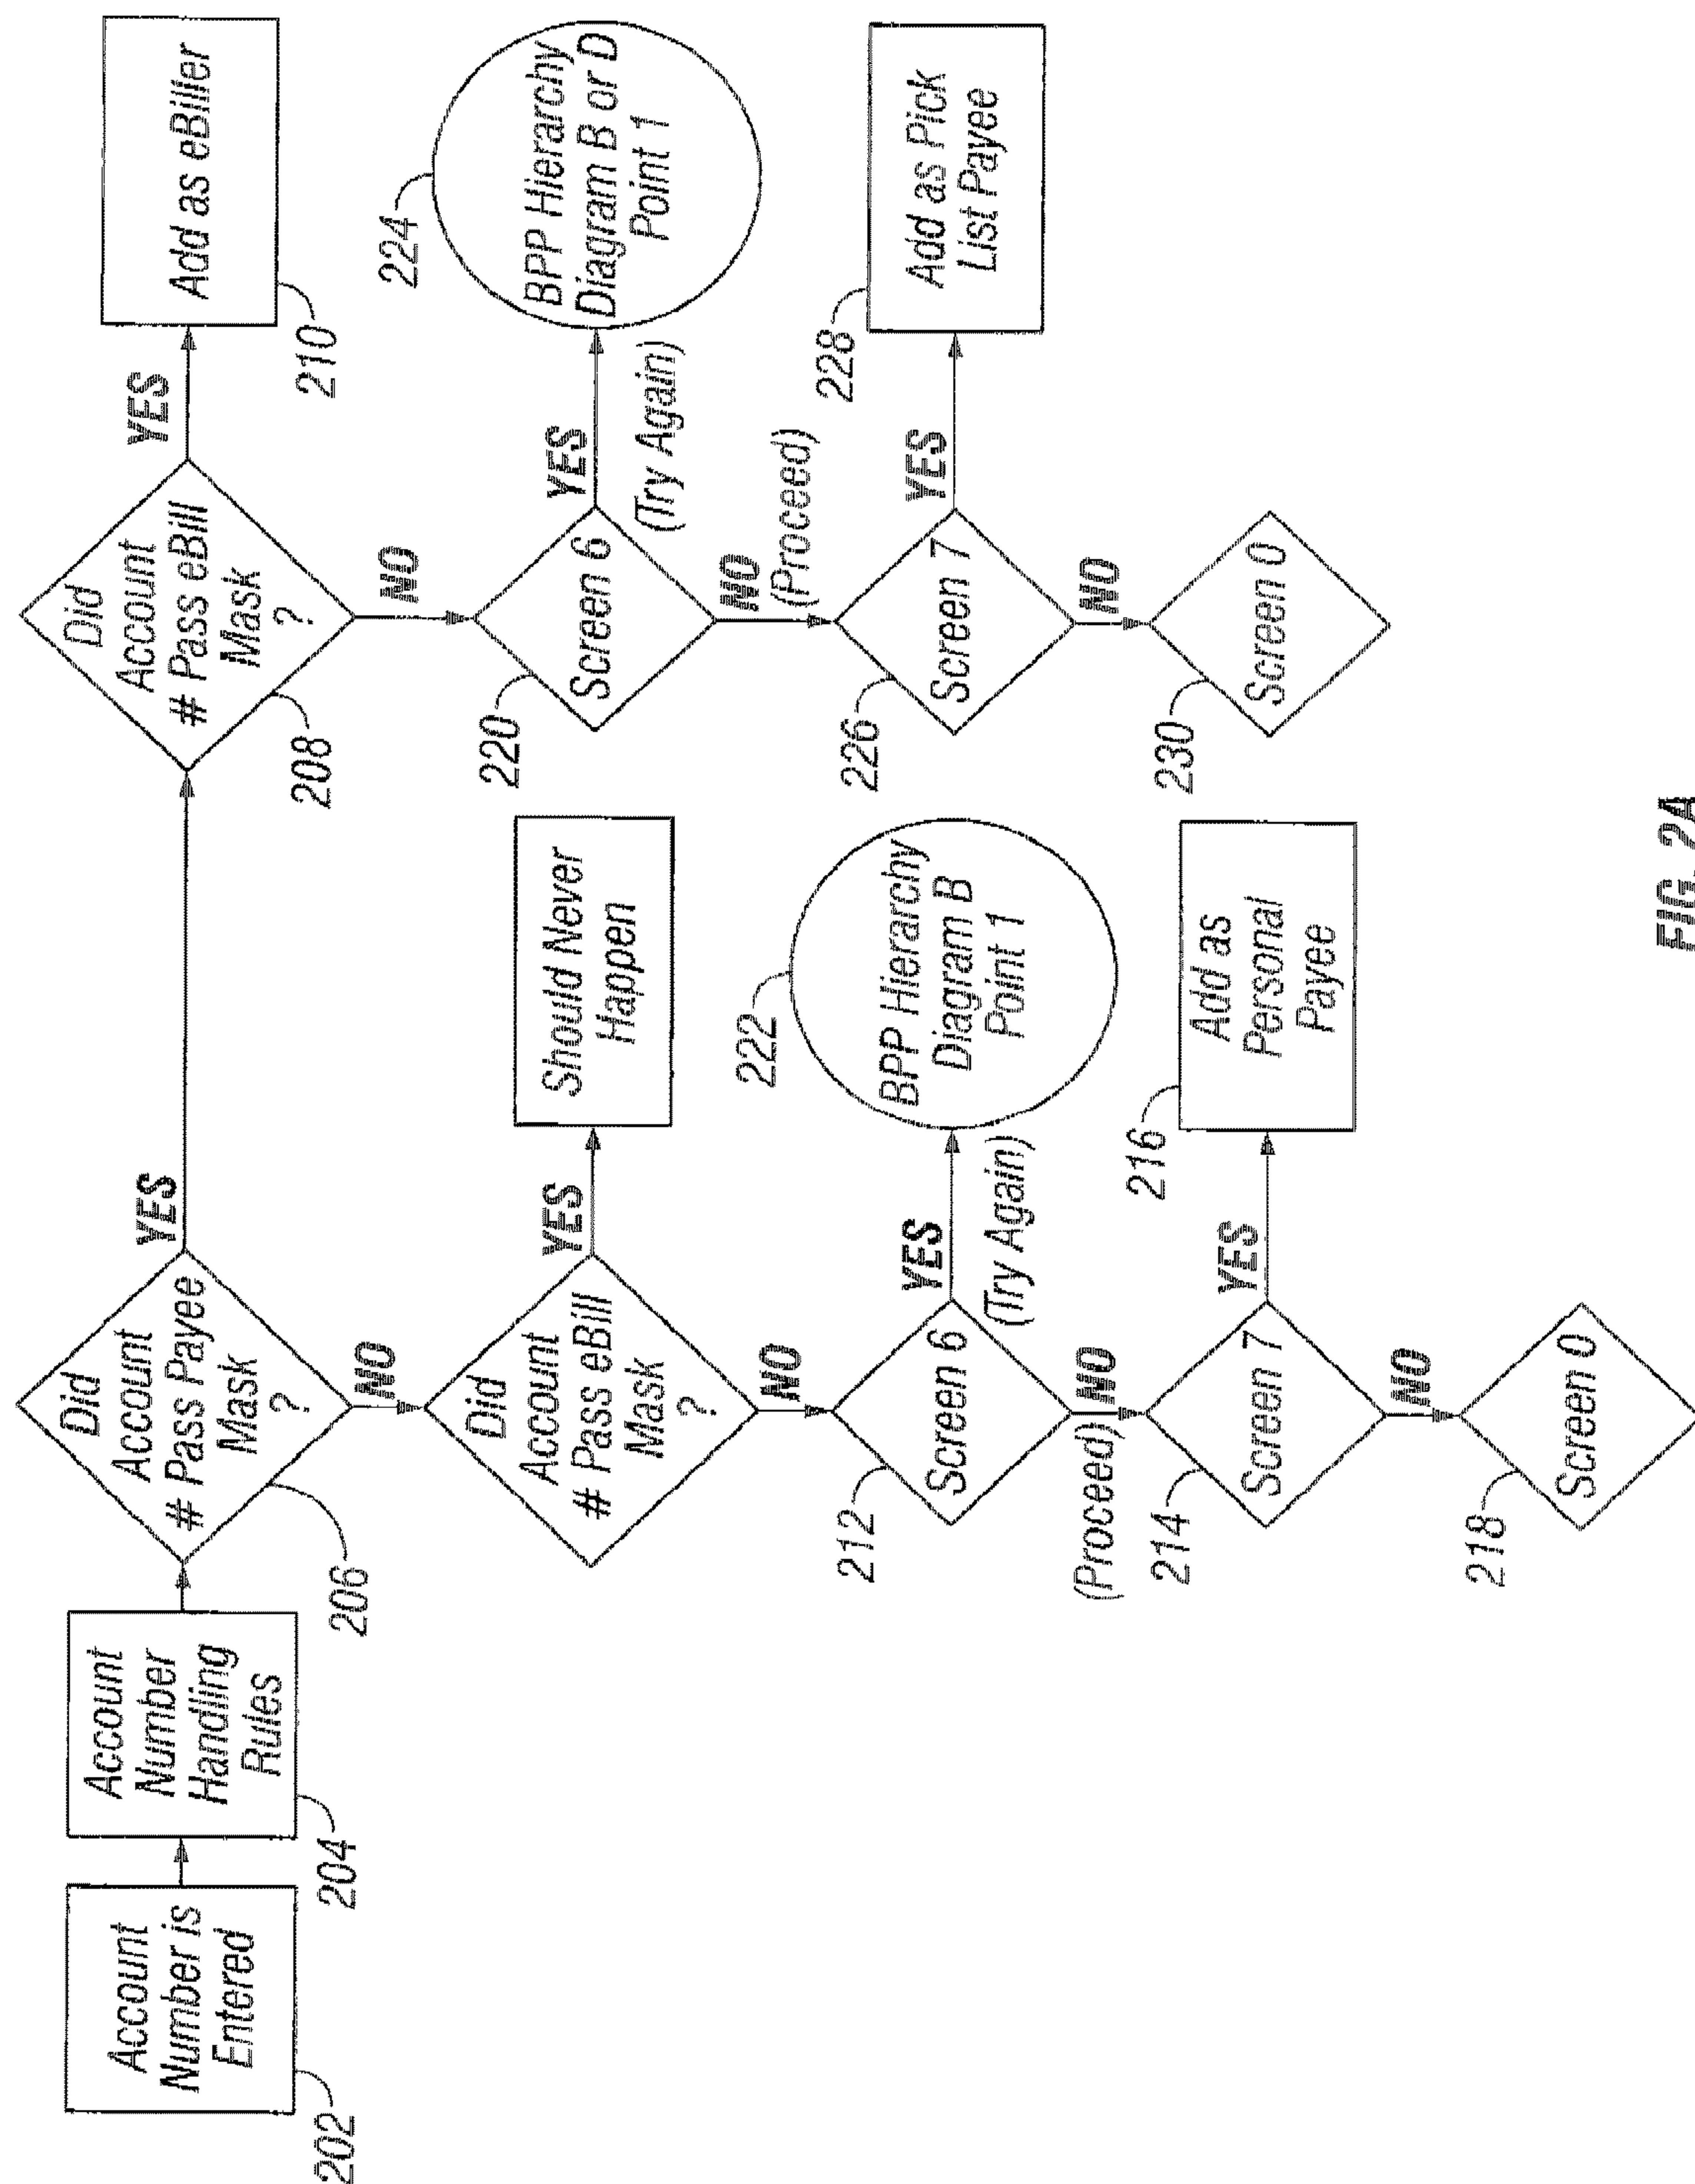 Account
Number is
Entered
202
Account
Number
Handling
Rules
204
Did
Account
# Pass Payee
Mask
?
206
YES
NO
Did
Account
# Pass eBill
Mask
?
208
YES
Add as eBiller
210
NO
Did
Account
# Pass eBill
Mask
?
YES
Should Never
Happen
NO
Screen 6
220
YES
(Try Again)
BPP Hierarchy
Diagram B or D
Point 1
224
NO
(Proceed)
Screen 6
212
YES
(Try Again)
BPP Hierarchy
Diagram B
Point 1
222
NO
(Proceed)
Screen 7
226
YES
Add as Pick
List Payee
228
NO
Screen 7
214
YES
Add as
Personal
Payee
216
NO
Screen 0
230
Screen 0
218
FIG. 2A